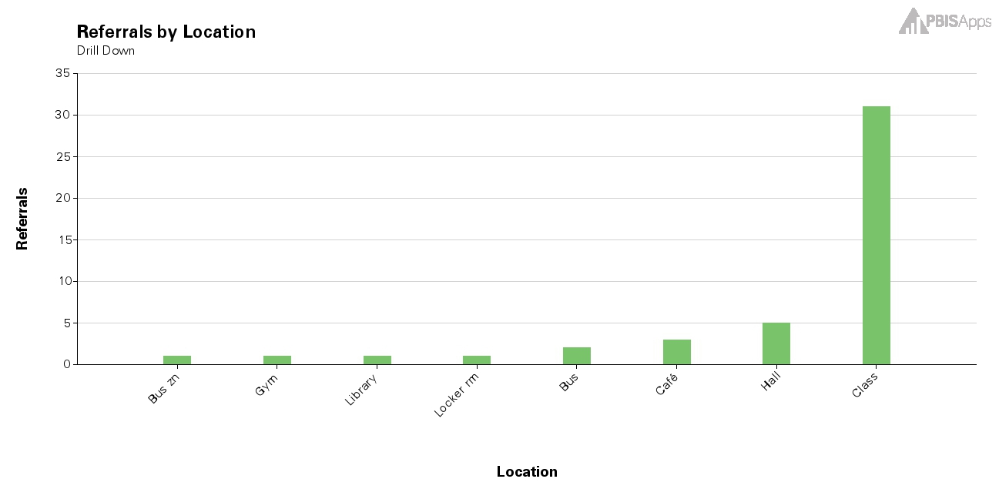 PBISApps
Referrals by Location
Drill Down
35
30
25
20
15
10
5
0
Referrals
Bus zn
Gym
Library
Locker rm
Bus
Café
Hall
Class
Location